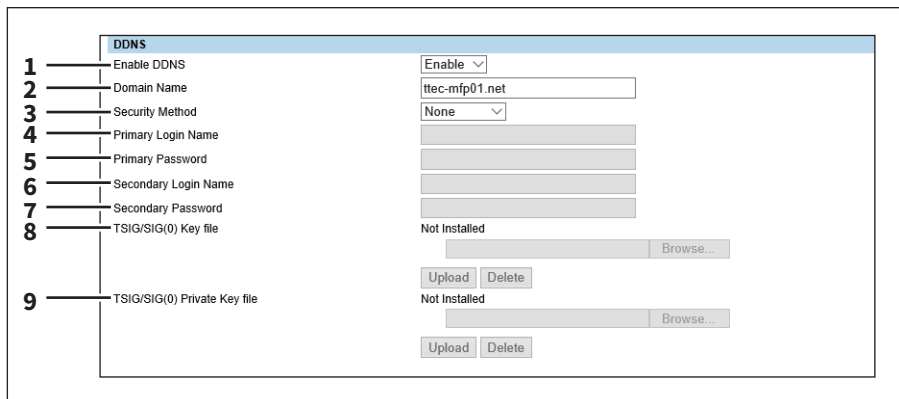 DDNS
1 Enable DDNS Enable
2 Domain Name ttec-mfp01.net
3 Security Method None
4 Primary Login Name
5 Primary Password
6 Secondary Login Name
7 Secondary Password
8 TSIG/SIG(0) Key file Not Installed
Browse...
Upload Delete
9 TSIG/SIG(0) Private Key file Not Installed
Browse...
Upload Delete